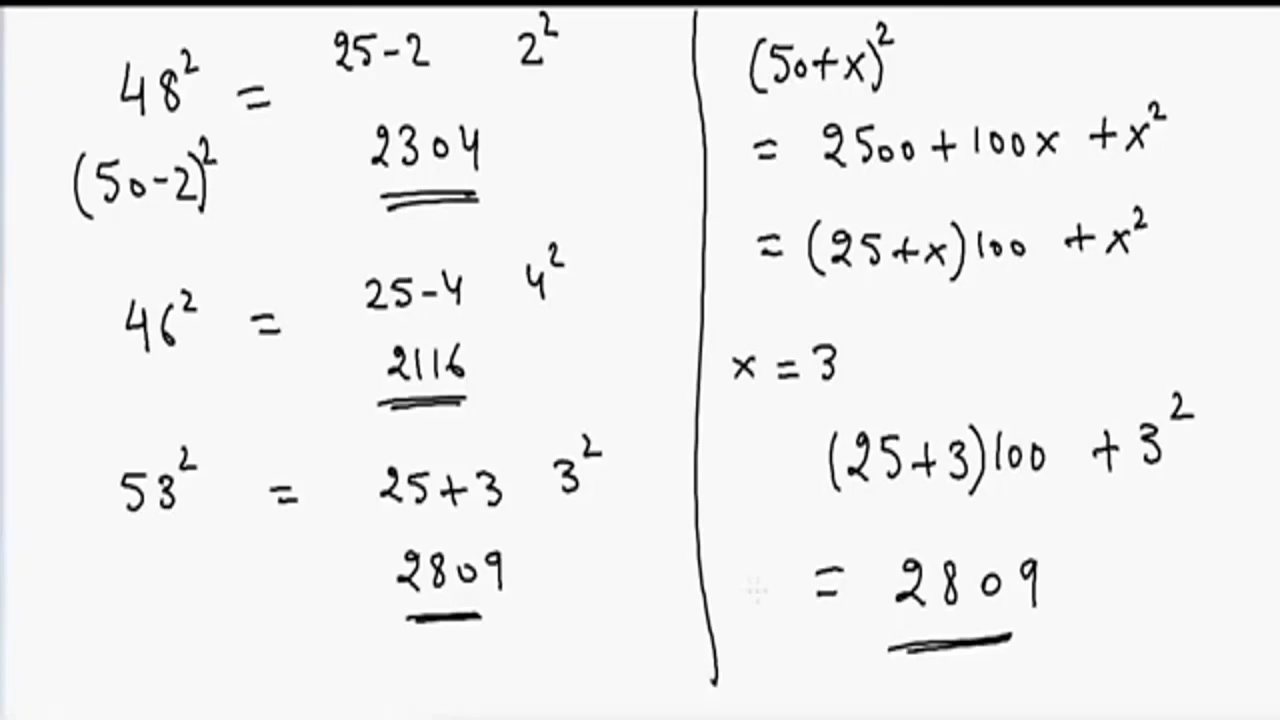 48² = 25-2 2²
(50-2)² 2304
46² = 25-4 4²
2116
53² = 25+3 3²
2809
(50+x)²
= 2500+100x +x²
= (25+x)100 +x²
x = 3
(25+3)100 +3²
= 2809